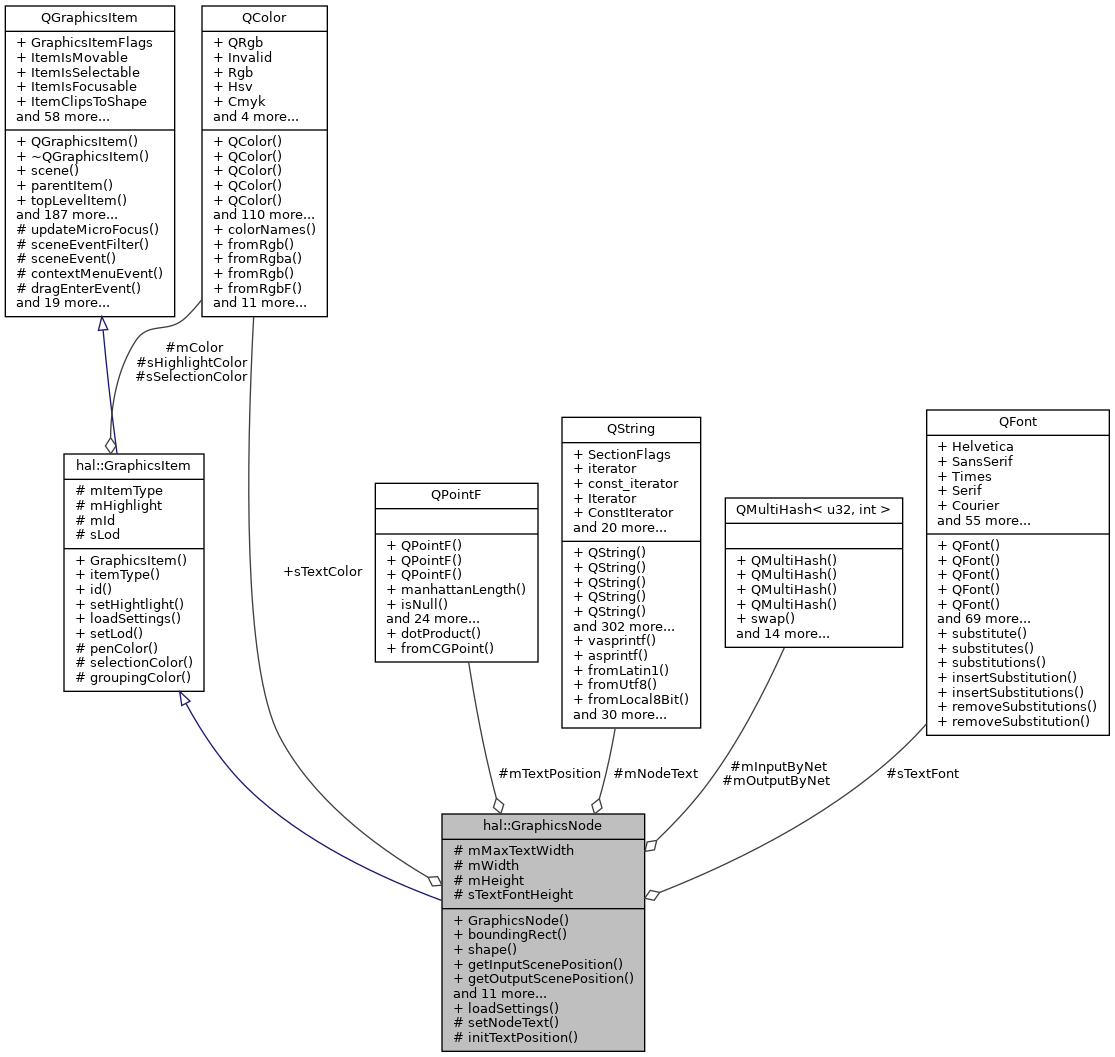 QGraphicsItem
+ GraphicsItemFlags
+ ItemIsMovable
+ ItemIsSelectable
+ ItemIsFocusable
+ ItemClipsToShape
and 58 more...
+ QGraphicsItem()
+ ~QGraphicsItem()
+ scene()
+ parentItem()
+ topLevelItem()
and 187 more...
# updateMicroFocus()
# sceneEventFilter()
# sceneEvent()
# contextMenuEvent()
# dragEnterEvent()
and 19 more...
QColor
+ QRgb
+ Invalid
+ Rgb
+ Hsv
+ Cmyk
and 4 more...
+ QColor()
+ QColor()
+ QColor()
+ QColor()
+ QColor()
and 110 more...
+ colorNames()
+ fromRgb()
+ fromRgba()
+ fromRgb()
+ fromRgbF()
and 11 more...
#mColor
#sHighlightColor
#sSelectionColor
hal::GraphicsItem
# mItemType
# mHighlight
# mId
# sLod
+ GraphicsItem()
+ itemType()
+ id()
+ setHightlight()
+ loadSettings()
+ setLod()
# penColor()
# selectionColor()
# groupingColor()
+sTextColor
QPointF
+ QPointF()
+ QPointF()
+ QPointF()
+ manhattanLength()
+ isNull()
and 24 more...
+ dotProduct()
+ fromCGPoint()
QString
+ SectionFlags
+ iterator
+ const_iterator
+ Iterator
+ ConstIterator
and 20 more...
+ QString()
+ QString()
+ QString()
+ QString()
+ QString()
and 302 more...
+ vasprintf()
+ asprintf()
+ fromLatin1()
+ fromUtf8()
+ fromLocal8Bit()
and 30 more...
QMultiHash< u32, int >
+ QMultiHash()
+ QMultiHash()
+ QMultiHash()
+ QMultiHash()
+ swap()
and 14 more...
QFont
+ Helvetica
+ SansSerif
+ Times
+ Serif
+ Courier
and 55 more...
+ QFont()
+ QFont()
+ QFont()
+ QFont()
+ QFont()
and 69 more...
+ substitute()
+ substitutes()
+ substitutions()
+ insertSubstitution()
+ insertSubstitutions()
+ removeSubstitutions()
+ removeSubstitution()
#mTextPosition
#mNodeText
#mInputByNet
#mOutputByNet
#sTextFont
hal::GraphicsNode
# mMaxTextWidth
# mWidth
# mHeight
# sTextFontHeight
+ GraphicsNode()
+ boundingRect()
+ shape()
+ getInputScenePosition()
+ getOutputScenePosition()
and 11 more...
+ loadSettings()
# setNodeText()
# initTextPosition()